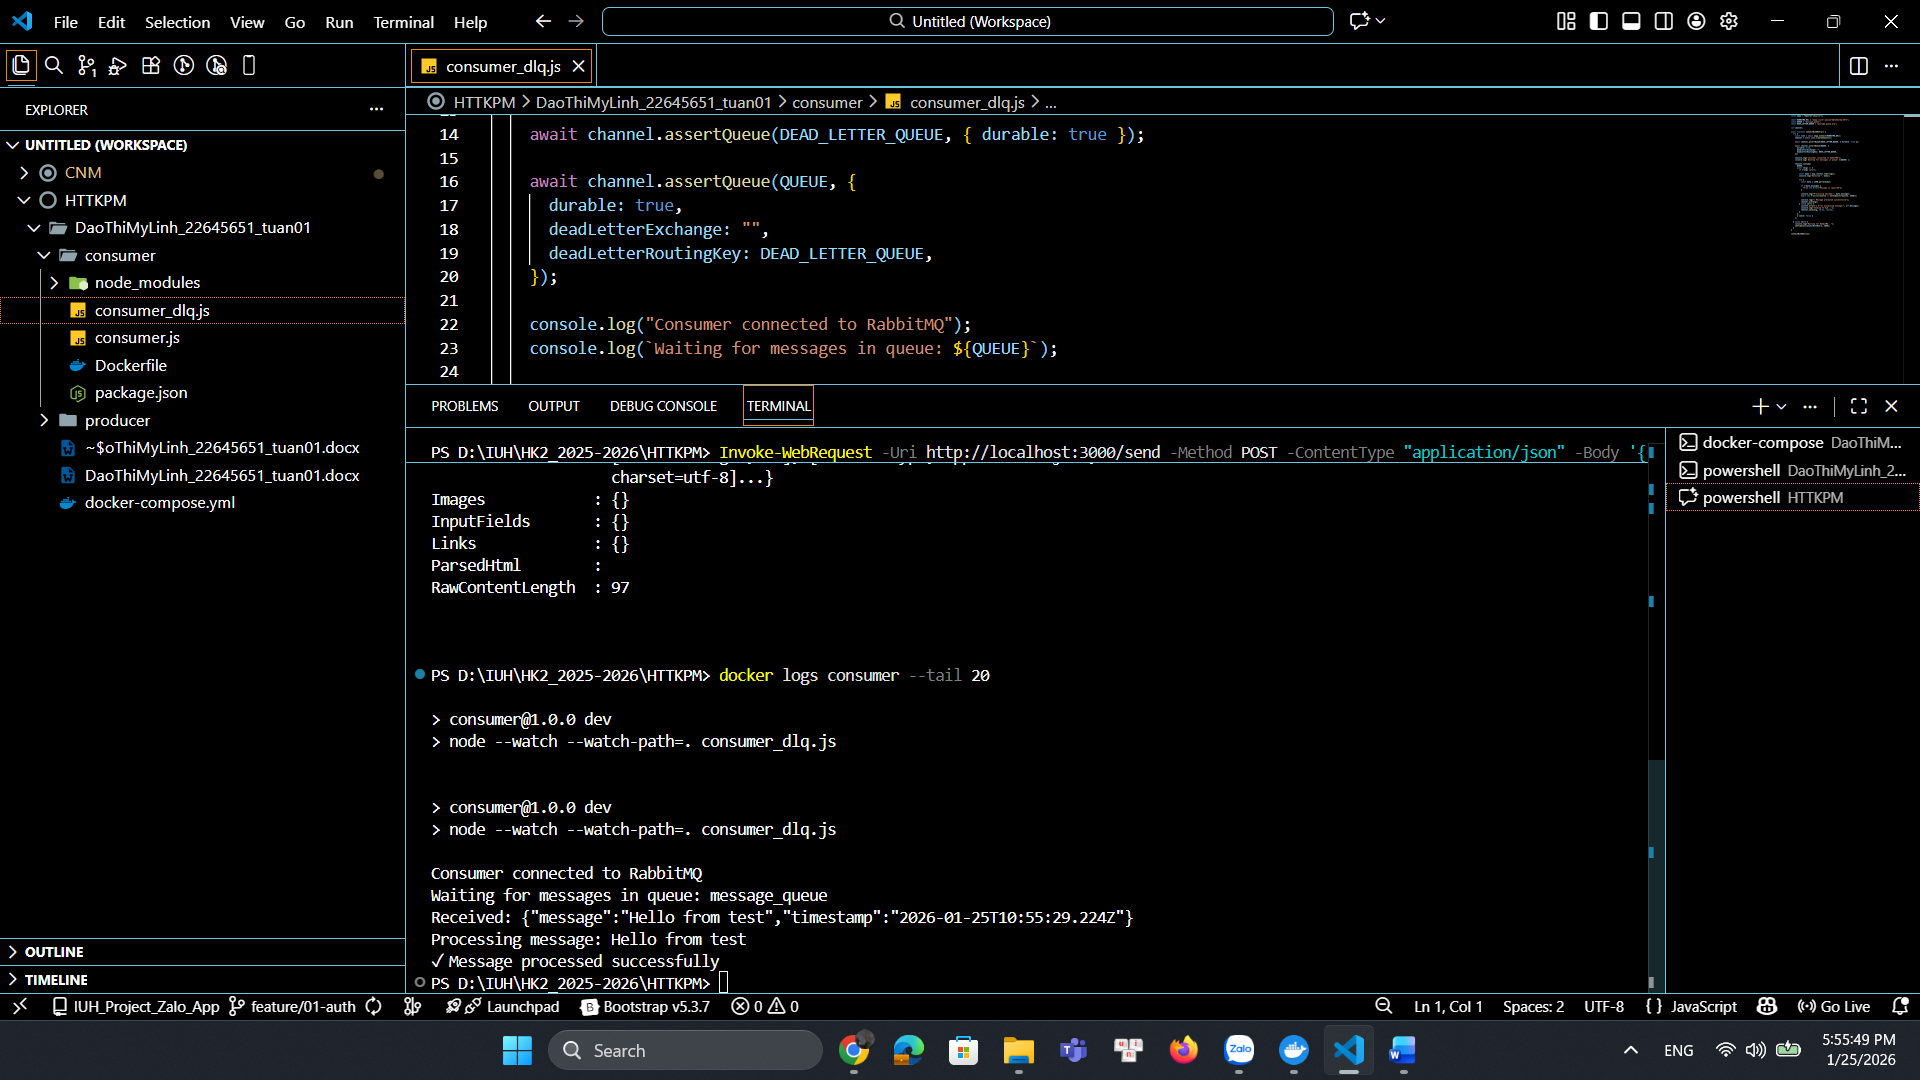 File Edit Selection View Go Run Terminal Help
Untitled (Workspace)
EXPLORER
UNTITLED (WORKSPACE)
CNM
HTTKPM
DaoThiMyLinh_22645651_tuan01
consumer
node_modules
consumer_dlq.js
consumer.js
Dockerfile
package.json
producer
~$oThiMyLinh_22645651_tuan01.docx
DaoThiMyLinh_22645651_tuan01.docx
docker-compose.yml
OUTLINE
TIMELINE
consumer_dlq.js
HTTKPM > DaoThiMyLinh_22645651_tuan01 > consumer > consumer_dlq.js > ...
14 await channel.assertQueue(DEAD_LETTER_QUEUE, { durable: true });
15
16 await channel.assertQueue(QUEUE, {
17 durable: true,
18 deadLetterExchange: "",
19 deadLetterRoutingKey: DEAD_LETTER_QUEUE,
20 });
21
22 console.log("Consumer connected to RabbitMQ");
23 console.log(`Waiting for messages in queue: ${QUEUE}`);
24
PROBLEMS OUTPUT DEBUG CONSOLE TERMINAL
PS D:\IUH\HK2_2025-2026\HTTKPM> Invoke-WebRequest -Uri http://localhost:3000/send -Method POST -ContentType "application/json" -Body '{
charset=utf-8]...}
Images : {}
InputFields : {}
Links : {}
ParsedHtml :
RawContentLength : 97
PS D:\IUH\HK2_2025-2026\HTTKPM> docker logs consumer --tail 20
> consumer@1.0.0 dev
> node --watch --watch-path=. consumer_dlq.js
> consumer@1.0.0 dev
> node --watch --watch-path=. consumer_dlq.js
Consumer connected to RabbitMQ
Waiting for messages in queue: message_queue
Received: {"message":"Hello from test","timestamp":"2026-01-25T10:55:29.224Z"}
Processing message: Hello from test
✓ Message processed successfully
PS D:\IUH\HK2_2025-2026\HTTKPM>
docker-compose DaoThiM...
powershell DaoThiMyLinh_2...
powershell HTTKPM
IUH_Project_Zalo_App feature/01-auth Launchpad Bootstrap v5.3.7 0 0 Ln 1, Col 1 Spaces: 2 UTF-8 { } JavaScript Go Live
Search
Zalo
ENG
5:55:49 PM
1/25/2026